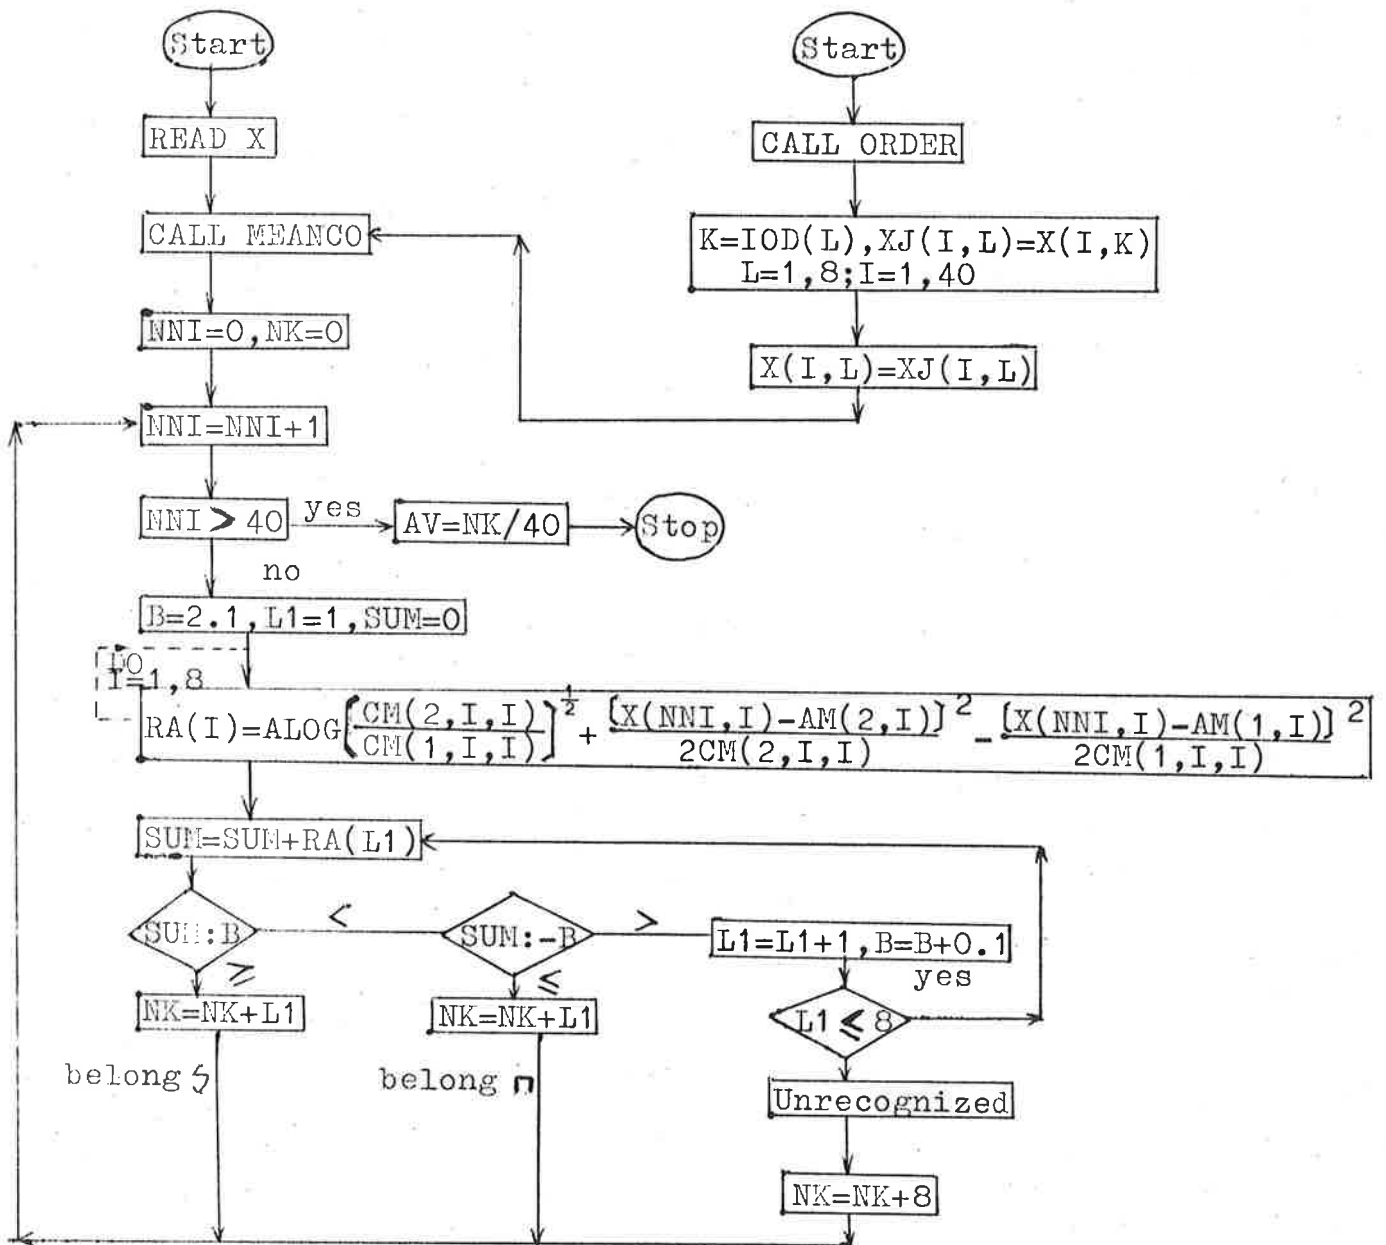 Start
READ X
CALL MEANCO
NNI=0,NK=0
NNI=NNI+1
NNI > 40
yes
AV=NK/40
Stop
no
B=2.1,L1=1,SUM=0
DO
I=1,8
RA(I)=ALOG[CM(2,I,I)/CM(1,I,I)]^1/2 + [X(NNI,I)-AM(2,I)]^2/2CM(2,I,I) - [X(NNI,I)-AM(1,I)]^2/2CM(1,I,I)
SUM=SUM+RA(L1)
SUM:B
<
SUM:-B
>
L1=L1+1,B=B+0.1
≥
≤
yes
NK=NK+L1
NK=NK+L1
L1 ≤ 8
belong 5
belong п
Unrecognized
NK=NK+8
Start
CALL ORDER
K=IOD(L),XJ(I,L)=X(I,K)
L=1,8;I=1,40
X(I,L)=XJ(I,L)